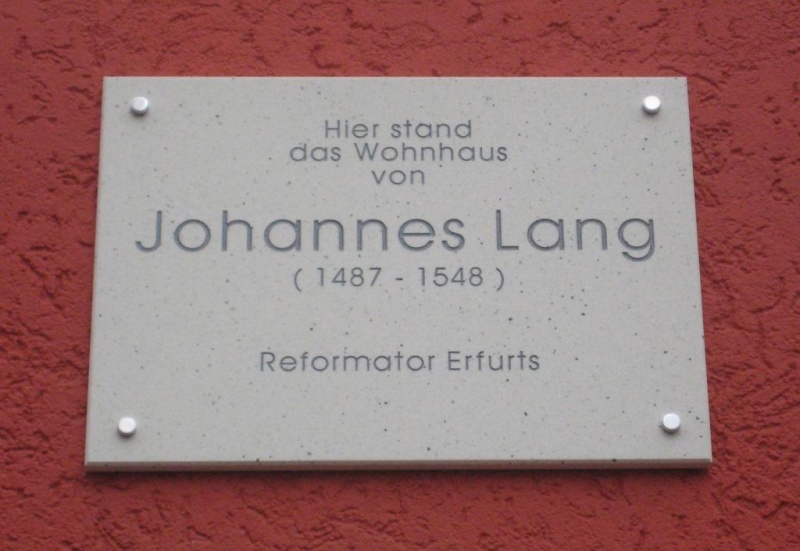 Hier stand
das Wohnhaus
von
Johannes Lang
( 1487 - 1548 )
Reformator Erfurts